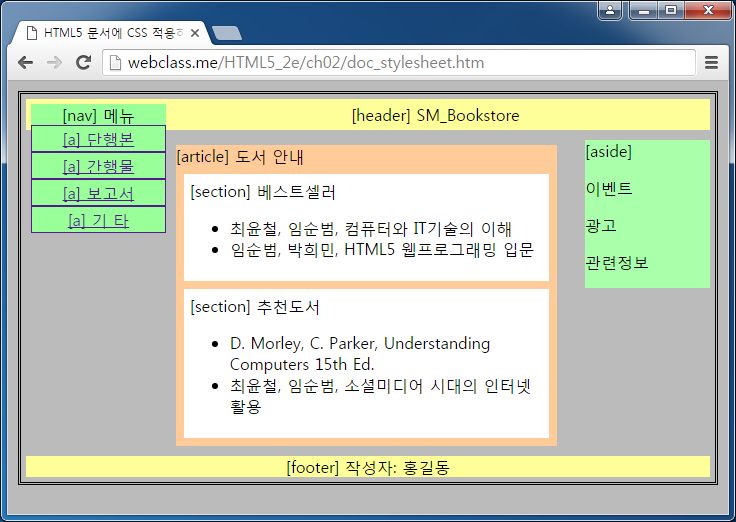 HTML5 문서에 CSS 적용하
webclass.me/HTML5_2e/ch02/doc_stylesheet.htm
[header] SM_Bookstore
[nav] 메뉴
[a] 단행본
[a] 간행물
[a] 보고서
[a] 기 타
[article] 도서 안내
[section] 베스트셀러
• 최윤철, 임순범, 컴퓨터와 IT기술의 이해
• 임순범, 박희민, HTML5 웹프로그래밍 입문
[section] 추천도서
• D. Morley, C. Parker, Understanding
Computers 15th Ed.
• 최윤철, 임순범, 소셜미디어 시대의 인터넷
활용
[aside]
이벤트
광고
관련정보
[footer] 작성자: 홍길동